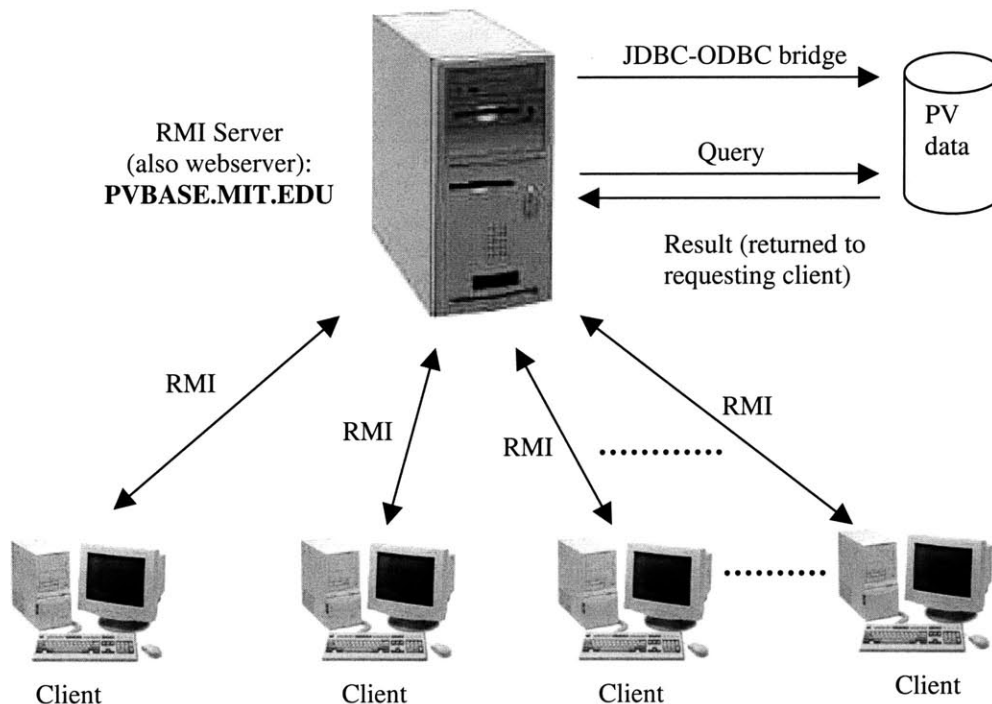 JDBC-ODBC bridge
PV
data
RMI Server
(also webserver):
PVBASE.MIT.EDU
Query
Result (returned to
requesting client)
RMI
RMI
RMI
RMI
Client
Client
Client
Client